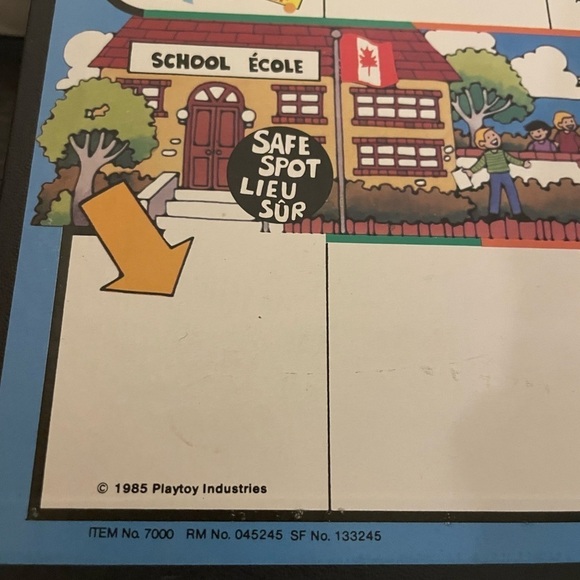 SCHOOL ÉCOLE
SAFE
SPOT
LIEU
SÛR
© 1985 Playtoy Industries
ITEM No. 7000 RM No. 045245 SF No. 133245